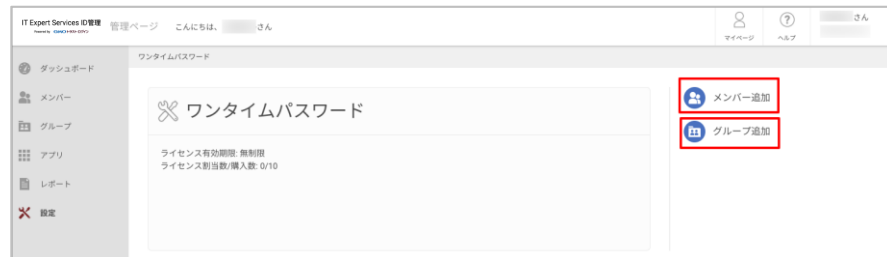 IT Expert Services ID管理
管理ページ こんにちは、 さん
マイページ
ヘルプ
さん
ワンタイムパスワード
ダッシュボード
メンバー
グループ
アプリ
レポート
設定
ワンタイムパスワード
ライセンス有効期限: 無制限
ライセンス割当数/購入数: 0/10
メンバー追加
グループ追加